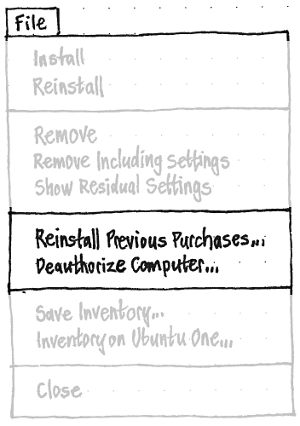 File
Install
Reinstall
Remove
Remove Including settings
Show Residual Settings
Reinstall Previous Purchases...
Deauthorize Computer...
Save Inventory...
Inventory on Ubuntu One...
Close